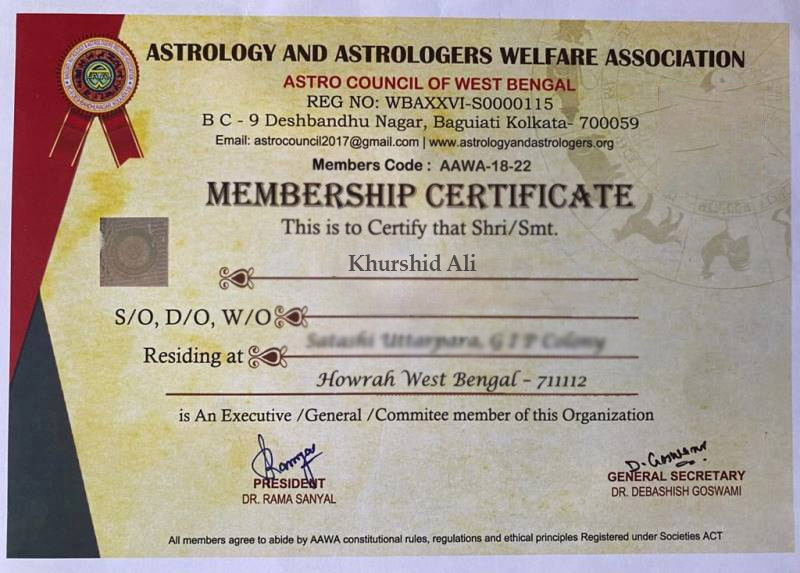 ASTROLOGY AND ASTROLOGERS WELFARE ASSOCIATION
ASTRO COUNCIL OF WEST BENGAL
REG NO: WBAXXVI-S0000115
B C - 9 Deshbandhu Nagar, Baguiati Kolkata- 700059
Email: astrocouncil2017@gmail.com | www.astrologyandastrologers.org
Members Code : AAWA-18-22
MEMBERSHIP CERTIFICATE
This is to Certify that Shri/Smt.
Khurshid Ali
S/O, D/O, W/O
Residing at
Howrah West Bengal - 711112
is An Executive /General /Commitee member of this Organization
PRESIDENT
DR. RAMA SANYAL
D. Goswami
GENERAL SECRETARY
DR. DEBASHISH GOSWAMI
All members agree to abide by AAWA constitutional rules, regulations and ethical principles Registered under Societies ACT